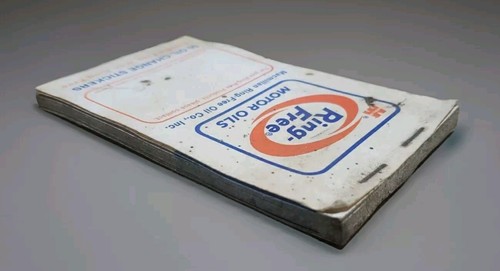 Ring-
Free®
MOTOR OILS
Macmillan Ring-Free Oil Co., Inc.
OIL CHANGE STICKERS